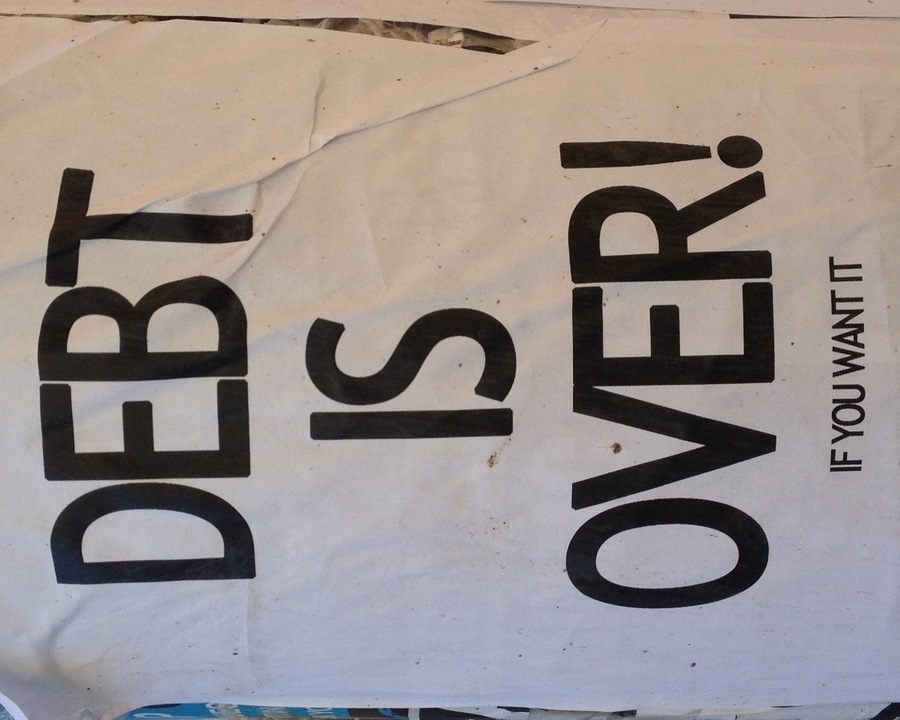 DEBT
IS
OVER!
IF YOU WANT IT